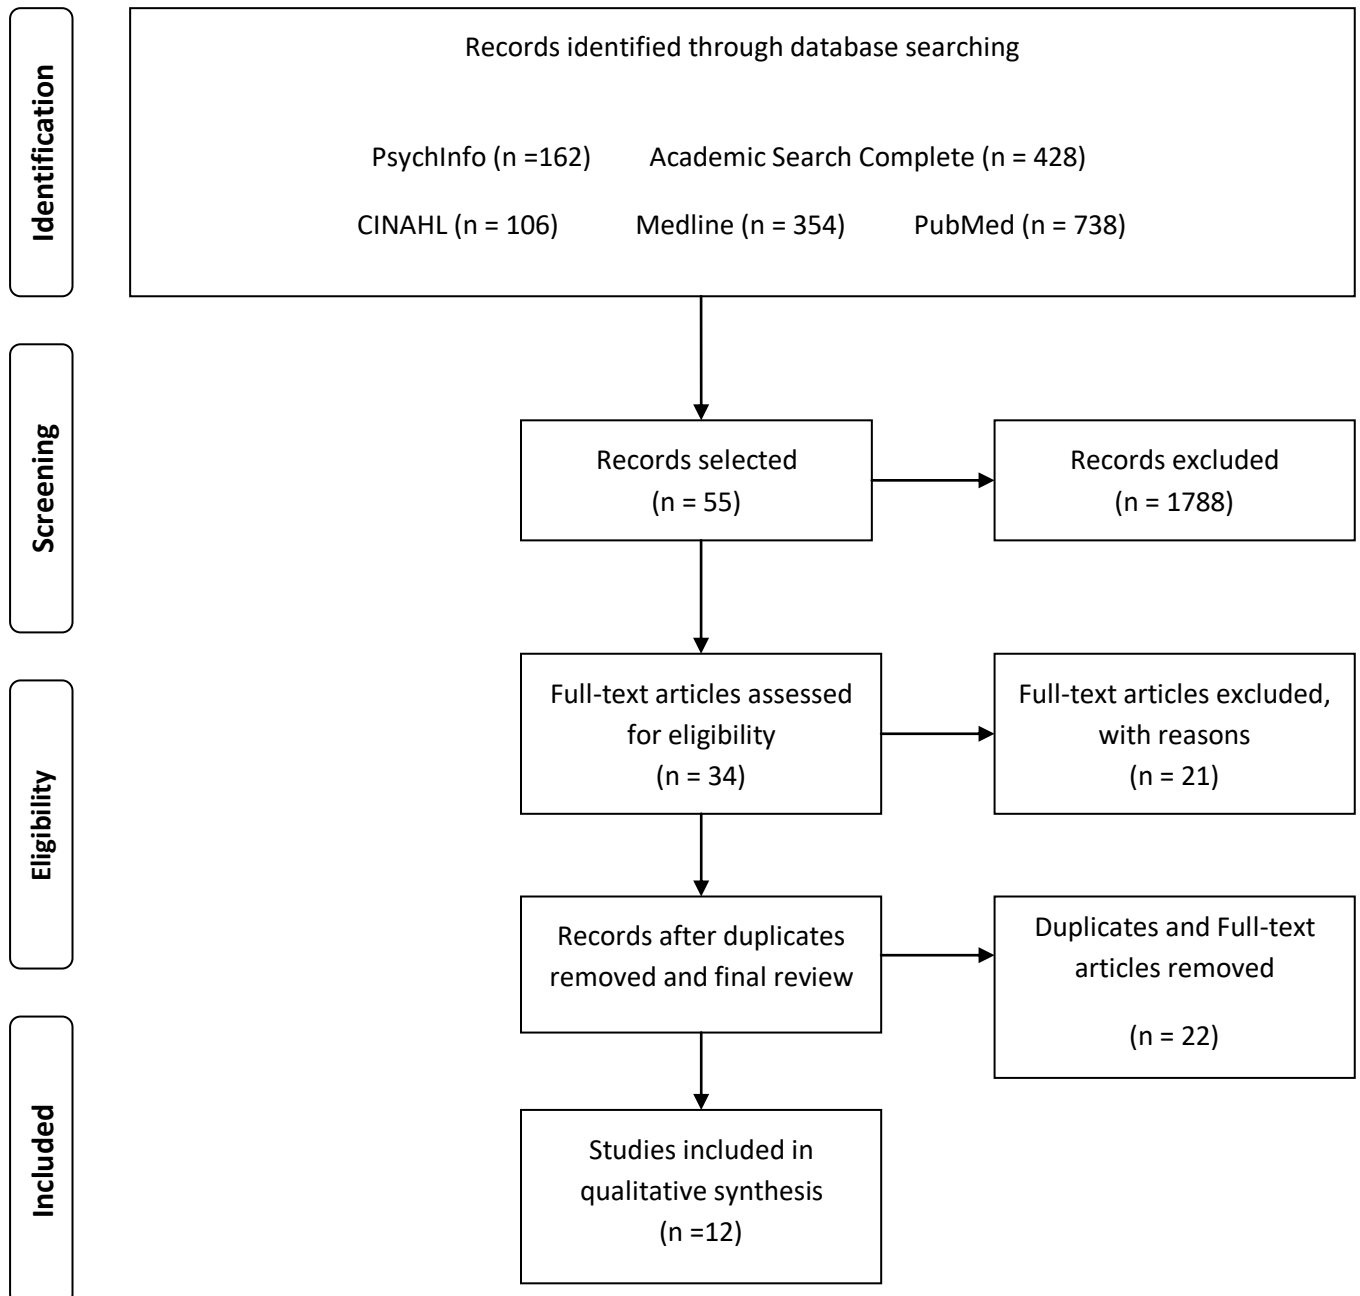 Identification
Records identified through database searching
PsychInfo (n =162) Academic Search Complete (n = 428)
CINAHL (n = 106) Medline (n = 354) PubMed (n = 738)
Screening
Records selected
(n = 55)
Records excluded
(n = 1788)
Eligibility
Full-text articles assessed
for eligibility
(n = 34)
Full-text articles excluded,
with reasons
(n = 21)
Records after duplicates
removed and final review
Duplicates and Full-text
articles removed
(n = 22)
Included
Studies included in
qualitative synthesis
(n =12)